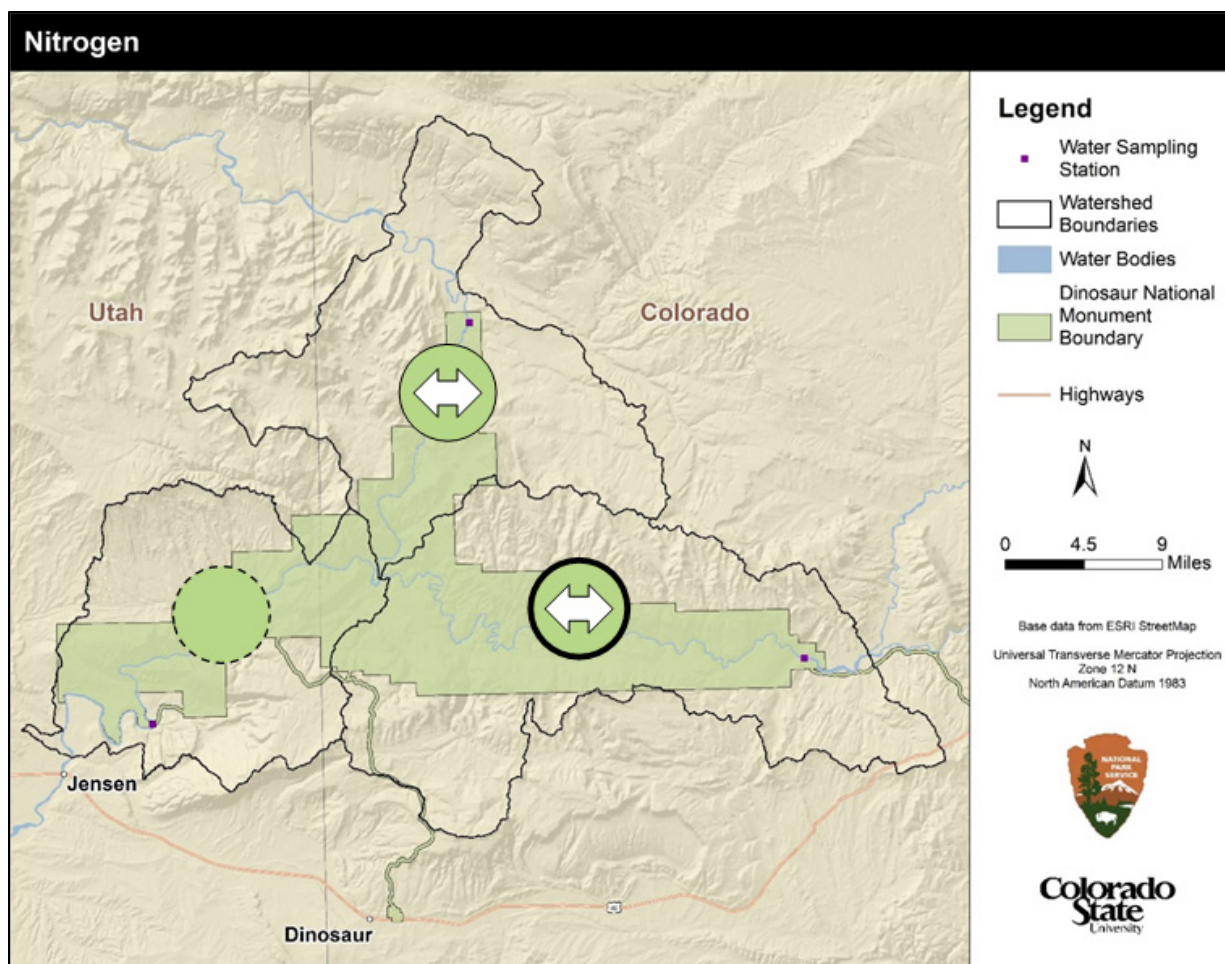 Nitrogen
Utah
Colorado
Jensen
Dinosaur
Legend
Water Sampling
Station
Watershed
Boundaries
Water Bodies
Dinosaur National
Monument
Boundary
Highways
N
0 4.5 9
Miles
Base data from ESRI StreetMap
Universal Transverse Mercator Projection
Zone 12 N
North American Datum 1983
NATIONAL
PARK
SERVICE
Colorado
State
University